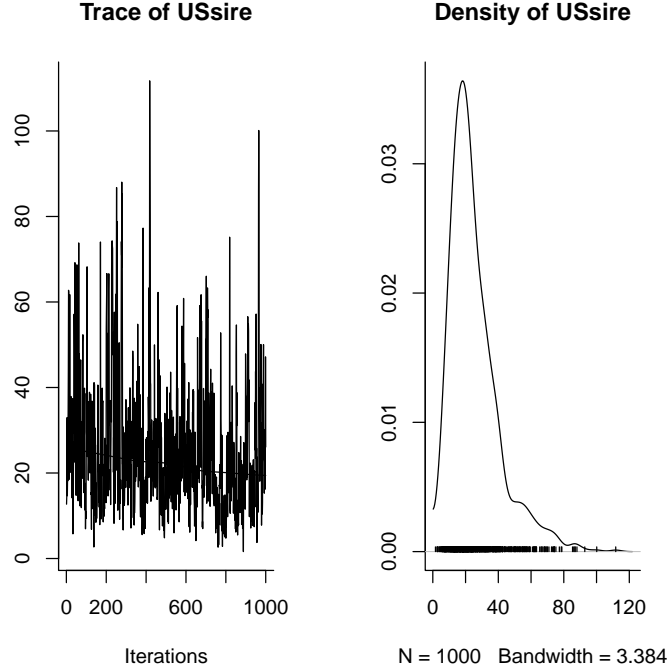 Trace of USsire
100
80
60
40
20
0
0 200 600 1000
Iterations
Density of USsire
0.03
0.02
0.01
0.00
0 40 80 120
N = 1000 Bandwidth = 3.384